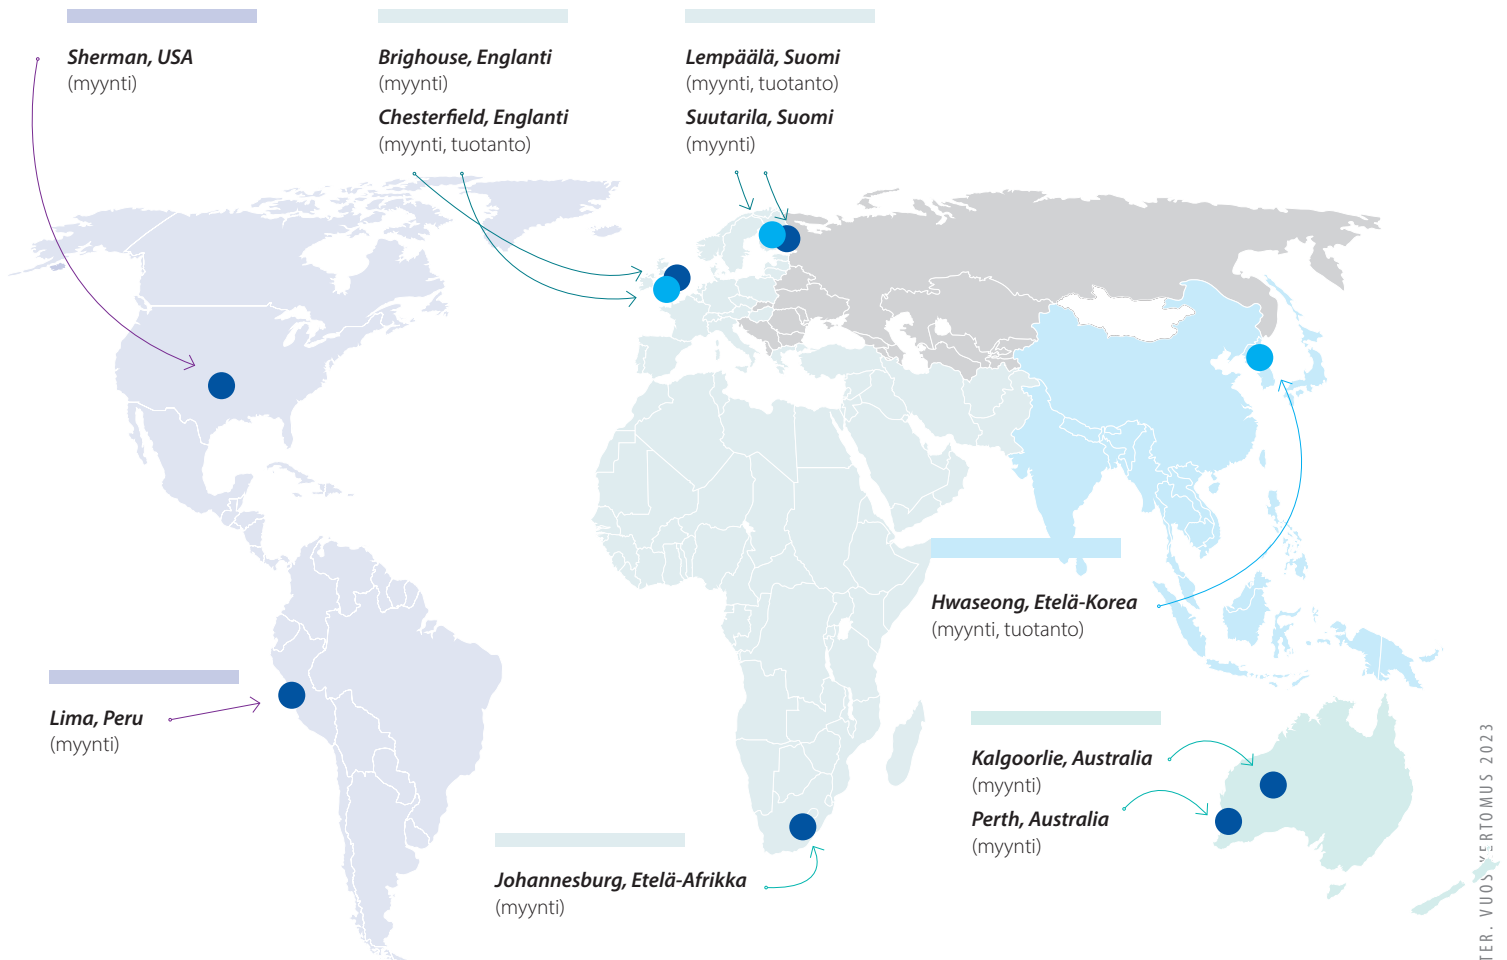 Sherman, USA
(myynti)
Brighouse, Englanti
(myynti)
Chesterfield, Englanti
(myynti, tuotanto)
Lempäälä, Suomi
(myynti, tuotanto)
Suutarila, Suomi
(myynti)
Hwaseong, Etelä-Korea
(myynti, tuotanto)
Lima, Peru
(myynti)
Kalgoorlie, Australia
(myynti)
Perth, Australia
(myynti)
Johannesburg, Etelä-Afrikka
(myynti)
2023